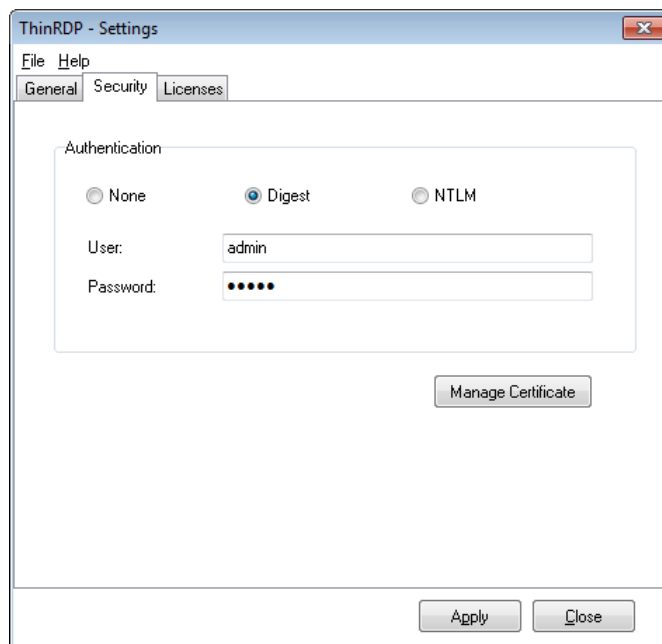 ThinRDP - Settings
File Help
General Security Licenses
Authentication
None Digest NTLM
User: admin
Password: •••••
Manage Certificate
Apply Close